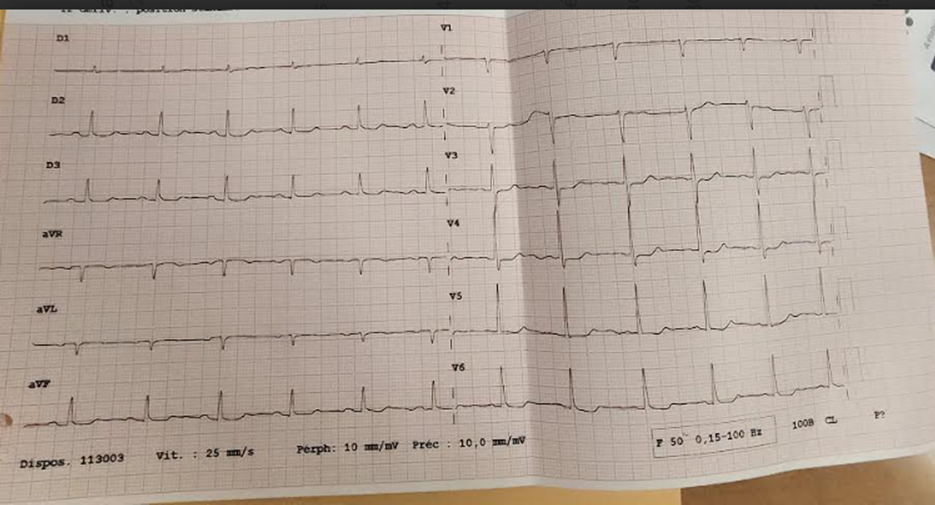 D1
V1
D2
V2
D3
V3
aVR
V4
aVL
V5
aVF
V6
Dispos. 113003 Vit. : 25 mm/s Périph: 10 mm/mV Préc : 10,0 mm/mV F 50~ 0,15-100 Hz 100B CL P?